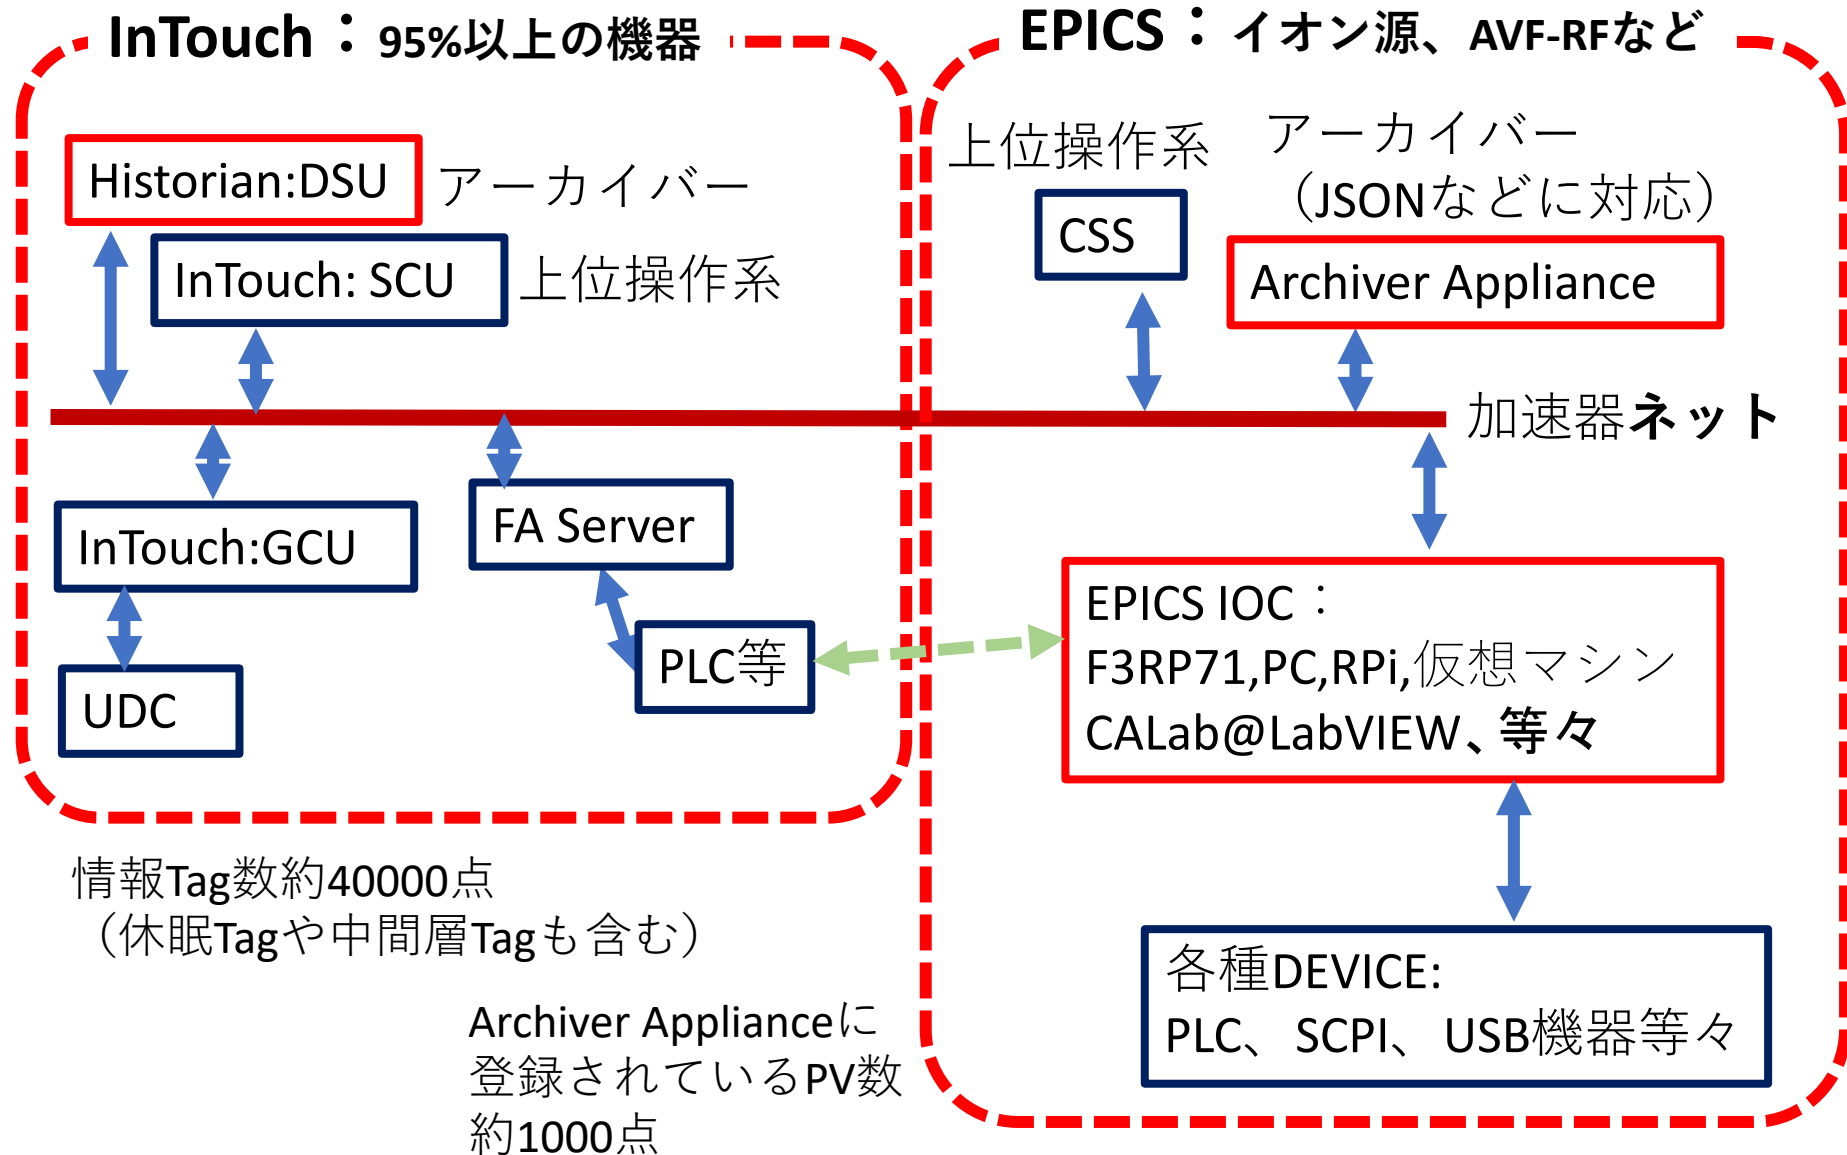 InTouch：95%以上の機器
Historian:DSU
アーカイバー
InTouch: SCU
上位操作系
InTouch:GCU
FA Server
UDC
PLC等
情報Tag数約40000点
（休眠Tagや中間層Tagも含む）
Archiver Applianceに
登録されているPV数
約1000点
EPICS：イオン源、AVF-RFなど
上位操作系
CSS
アーカイバー
（JSONなどに対応）
Archiver Appliance
加速器ネット
EPICS IOC：
F3RP71,PC,RPi,仮想マシン
CALab@LabVIEW、等々
各種DEVICE:
PLC、 SCPI、 USB機器等々